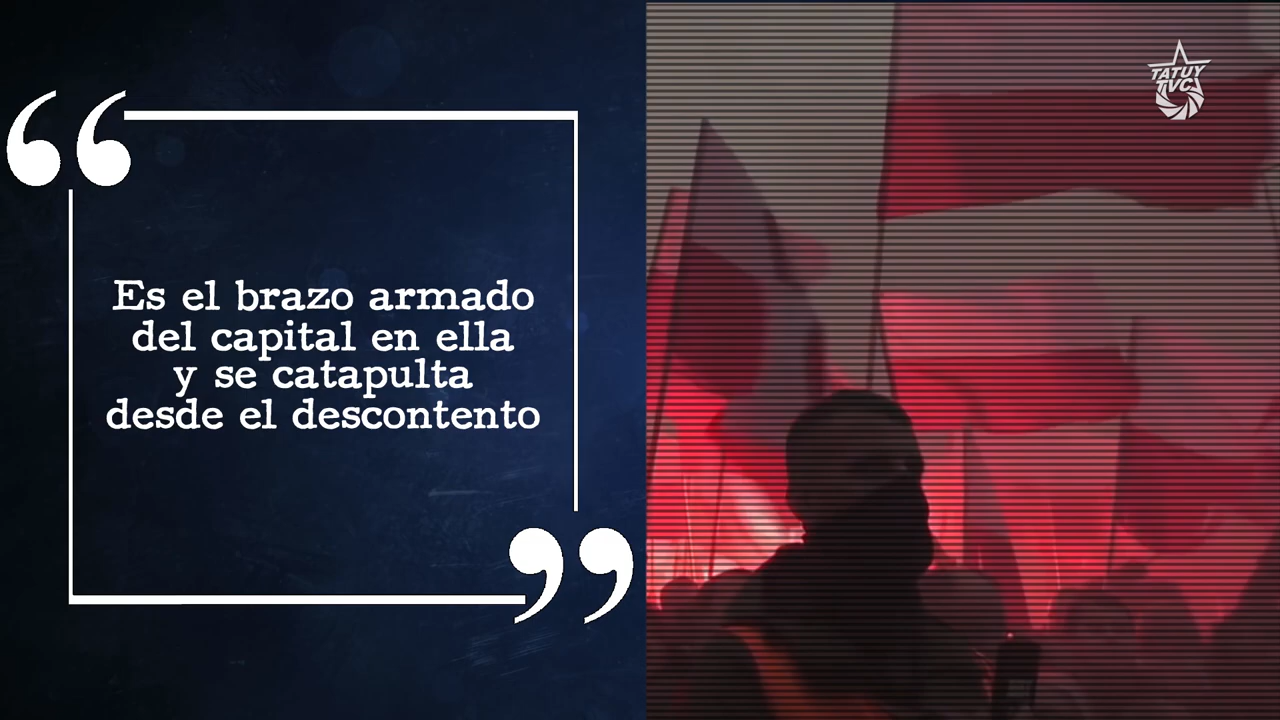 Es el brazo armado
del capital en ella
y se catapulta
desde el descontento
TATUY
TVC